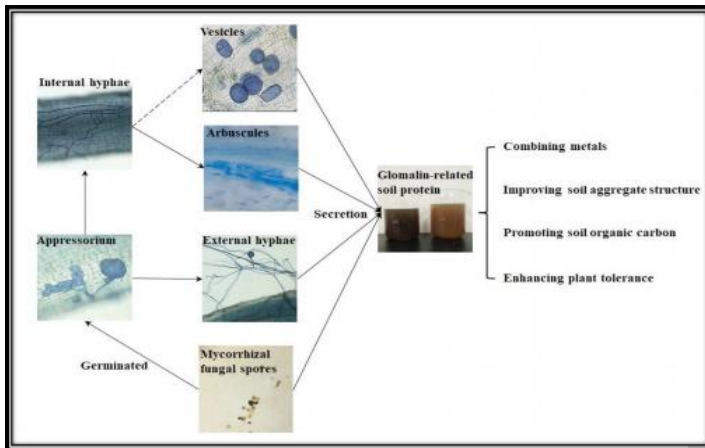 Vesicles
Internal hyphae
Arbuscules
Combining metals
Glomalin-related
soil protein
Improving soil aggregate structure
Secretion
Appressorium
External hyphae
Promoting soil organic carbon
Enhancing plant tolerance
Mycorrhizal
fungal spores
Germinated